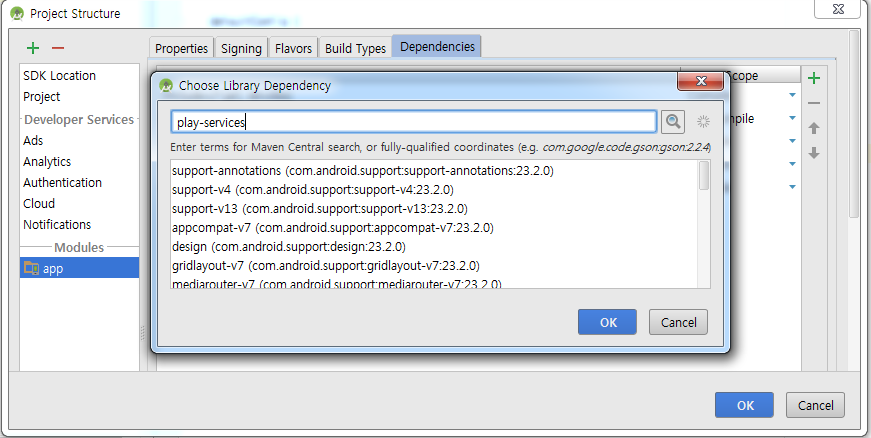 Project Structure
Properties Signing Flavors Build Types Dependencies
SDK Location
Project
Developer Services
Ads
Analytics
Authentication
Cloud
Notifications
Modules
app
Scope
Choose Library Dependency
play-services
Enter terms for Maven Central search, or fully-qualified coordinates (e.g. com.google.code.gson:gson:2.2.4)
support-annotations (com.android.support:support-annotations:23.2.0)
support-v4 (com.android.support:support-v4:23.2.0)
support-v13 (com.android.support:support-v13:23.2.0)
appcompat-v7 (com.android.support:appcompat-v7:23.2.0)
design (com.android.support:design:23.2.0)
gridlayout-v7 (com.android.support:gridlayout-v7:23.2.0)
mediarouter-v7 (com.android.support:mediarouter-v7:23.2.0)
OK Cancel
OK Cancel